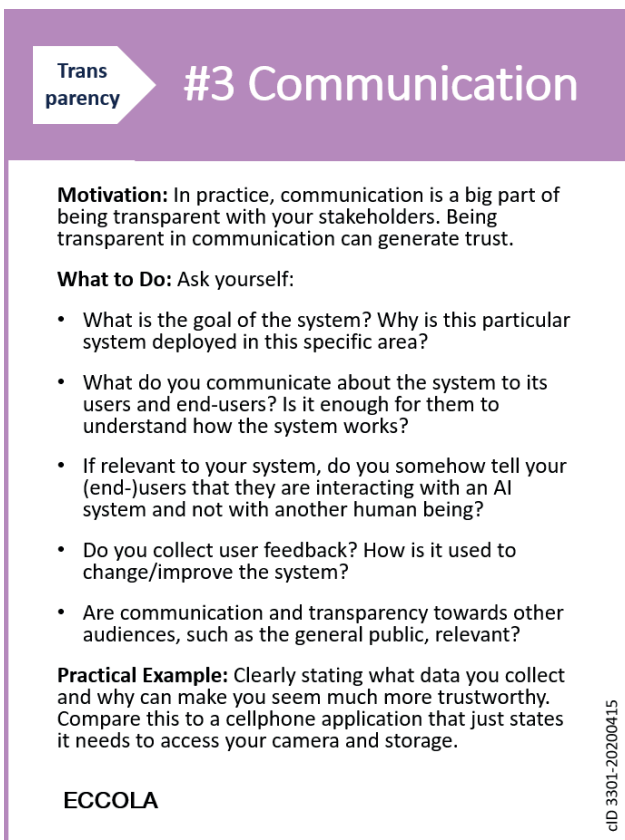 Trans
parency
#3 Communication
Motivation: In practice, communication is a big part of
being transparent with your stakeholders. Being
transparent in communication can generate trust.
What to Do: Ask yourself:
• What is the goal of the system? Why is this particular
system deployed in this specific area?
• What do you communicate about the system to its
users and end-users? Is it enough for them to
understand how the system works?
• If relevant to your system, do you somehow tell your
(end-)users that they are interacting with an AI
system and not with another human being?
• Do you collect user feedback? How is it used to
change/improve the system?
• Are communication and transparency towards other
audiences, such as the general public, relevant?
Practical Example: Clearly stating what data you collect
and why can make you seem much more trustworthy.
Compare this to a cellphone application that just states
it needs to access your camera and storage.
ECCOLA
cID 3301-20200415